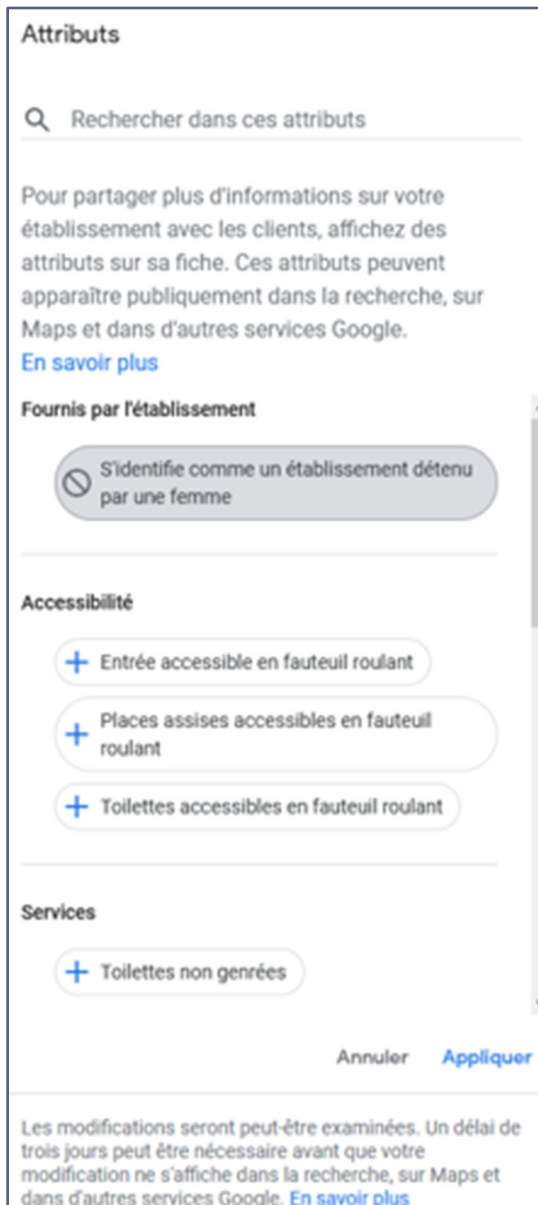 Attributs
Rechercher dans ces attributs
Pour partager plus d'informations sur votre
établissement avec les clients, affichez des
attributs sur sa fiche. Ces attributs peuvent
apparaître publiquement dans la recherche, sur
Maps et dans d'autres services Google.
En savoir plus
Fournis par l'établissement
S'identifie comme un établissement détenu
par une femme
Accessibilité
Entrée accessible en fauteuil roulant
Places assises accessibles en fauteuil
roulant
Toilettes accessibles en fauteuil roulant
Services
Toilettes non genrées
Annuler Appliquer
Les modifications seront peut-être examinées. Un délai de
trois jours peut être nécessaire avant que votre
modification ne s'affiche dans la recherche, sur Maps et
dans d'autres services Google. En savoir plus